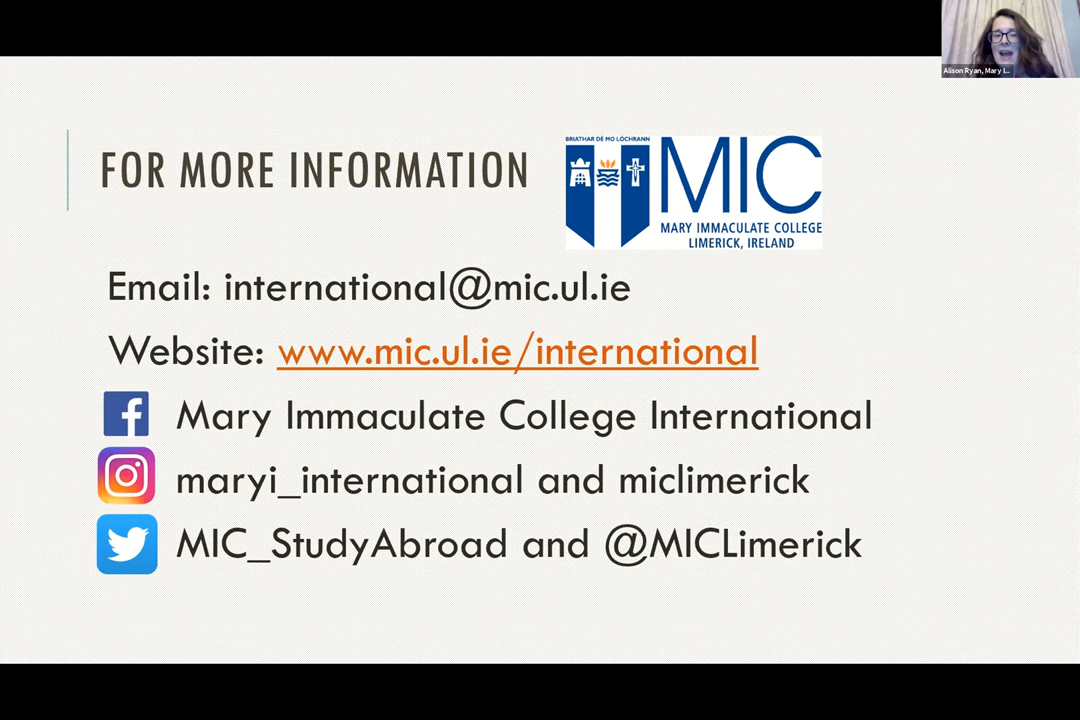 Alison Ryan, Mary L...
FOR MORE INFORMATION
BRIATHAR DÉ MO LÓCHRANN
MIC
MARY IMMACULATE COLLEGE
LIMERICK, IRELAND
Email: international@mic.ul.ie
Website: www.mic.ul.ie/international
Mary Immaculate College International
maryi_international and miclimerick
MIC_StudyAbroad and @MICLimerick